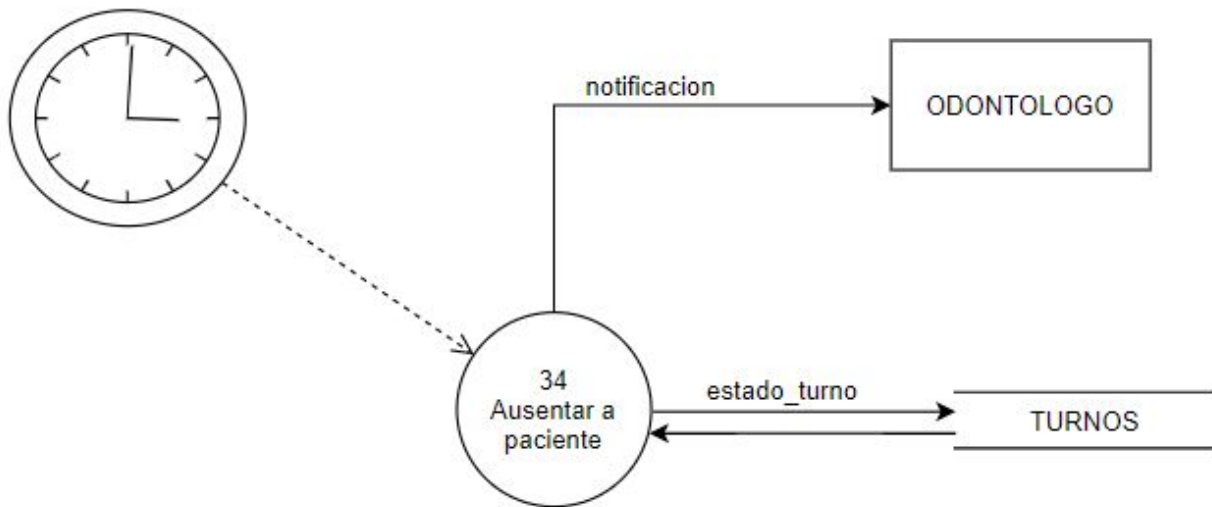 notificacion
ODONTOLOGO
34
Ausentar a
paciente
estado_turno
TURNOS